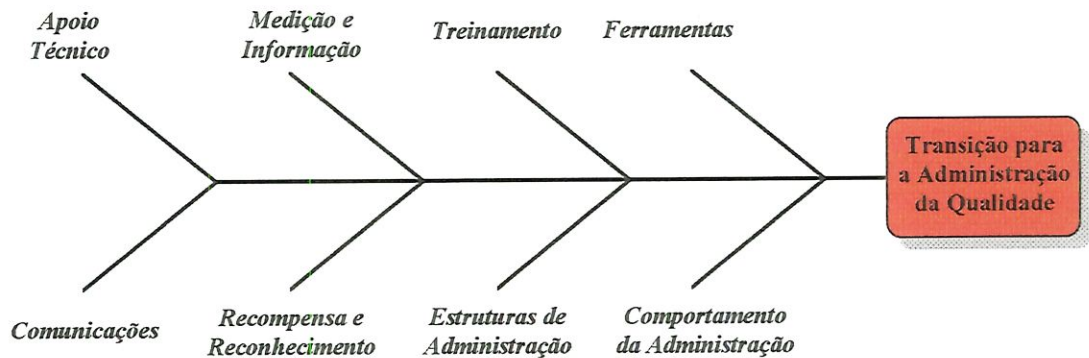 Apoio
Técnico
Medição e
Informação
Treinamento
Ferramentas
Transição para
a Administração
da Qualidade
Comunicações
Recompensa e
Reconhecimento
Estruturas de
Administração
Comportamento
da Administração